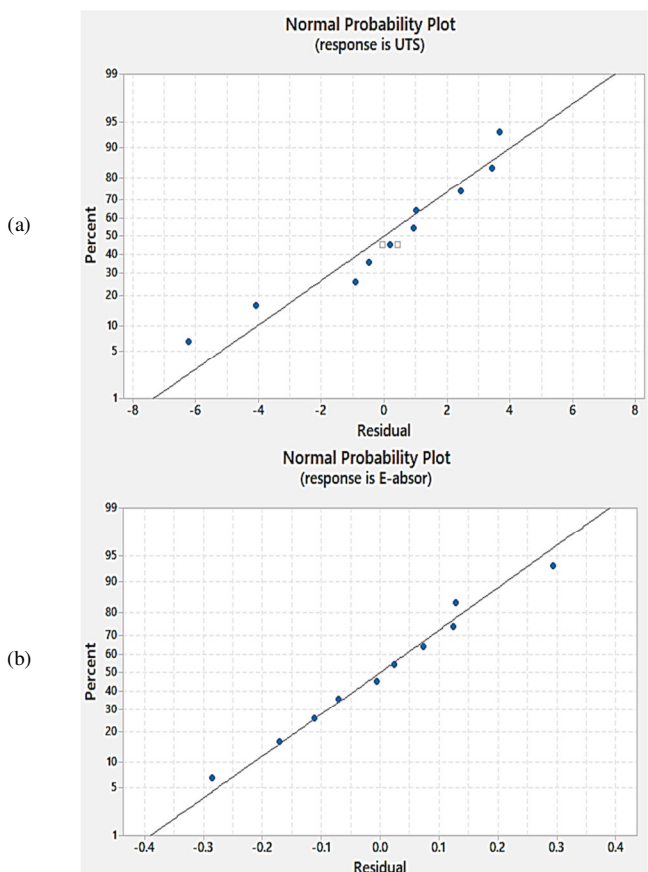 (a)
Normal Probability Plot
(response is UTS)
Percent
99
95
90
80
70
60
50
40
30
20
10
5
1
-8 -6 -4 -2 0 2 4 6 8
Residual
(b)
Normal Probability Plot
(response is E-absor)
Percent
99
95
90
80
70
60
50
40
30
20
10
5
1
-0.4 -0.3 -0.2 -0.1 0.0 0.1 0.2 0.3 0.4
Residual